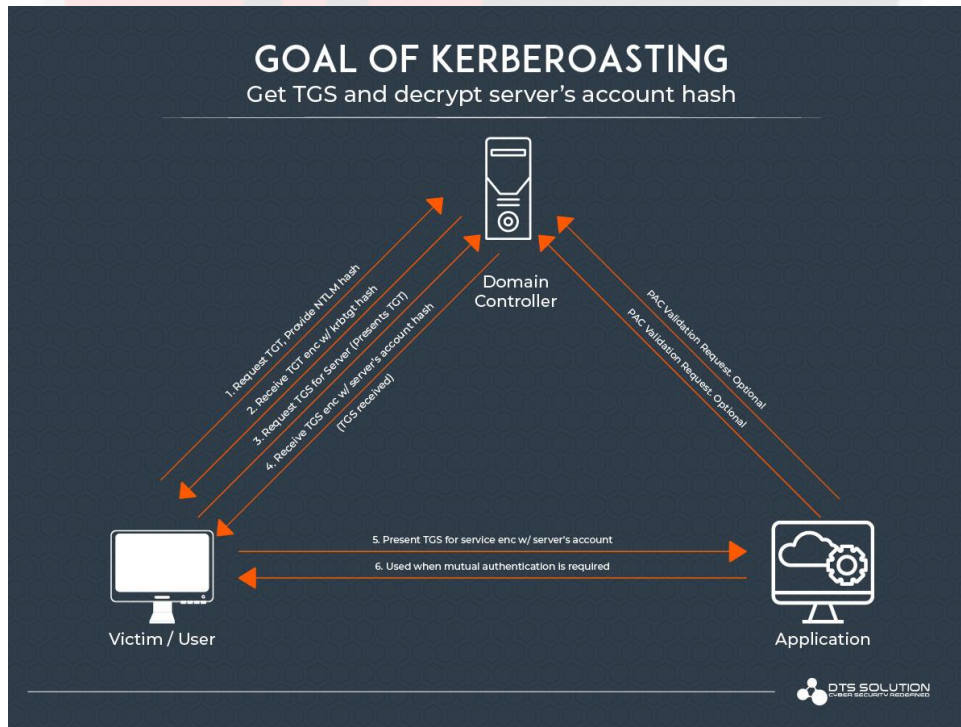 GOAL OF KERBEROASTING
Get TGS and decrypt server's account hash
Domain
Controller
1. Request TGT, Provide NTLM hash
2. Receive TGT enc w/ krbtgt hash
3. Request TGS for Server (Presents TGT)
4. Receive TGS enc w/ server's account hash
(TGS received)
PAC Validation Request. Optional
PAC Validation Request. Optional
5. Present TGS for service enc w/ server's account
6. Used when mutual authentication is required
Victim / User
Application
DTS SOLUTION
CYBER SECURITY REDEFINED